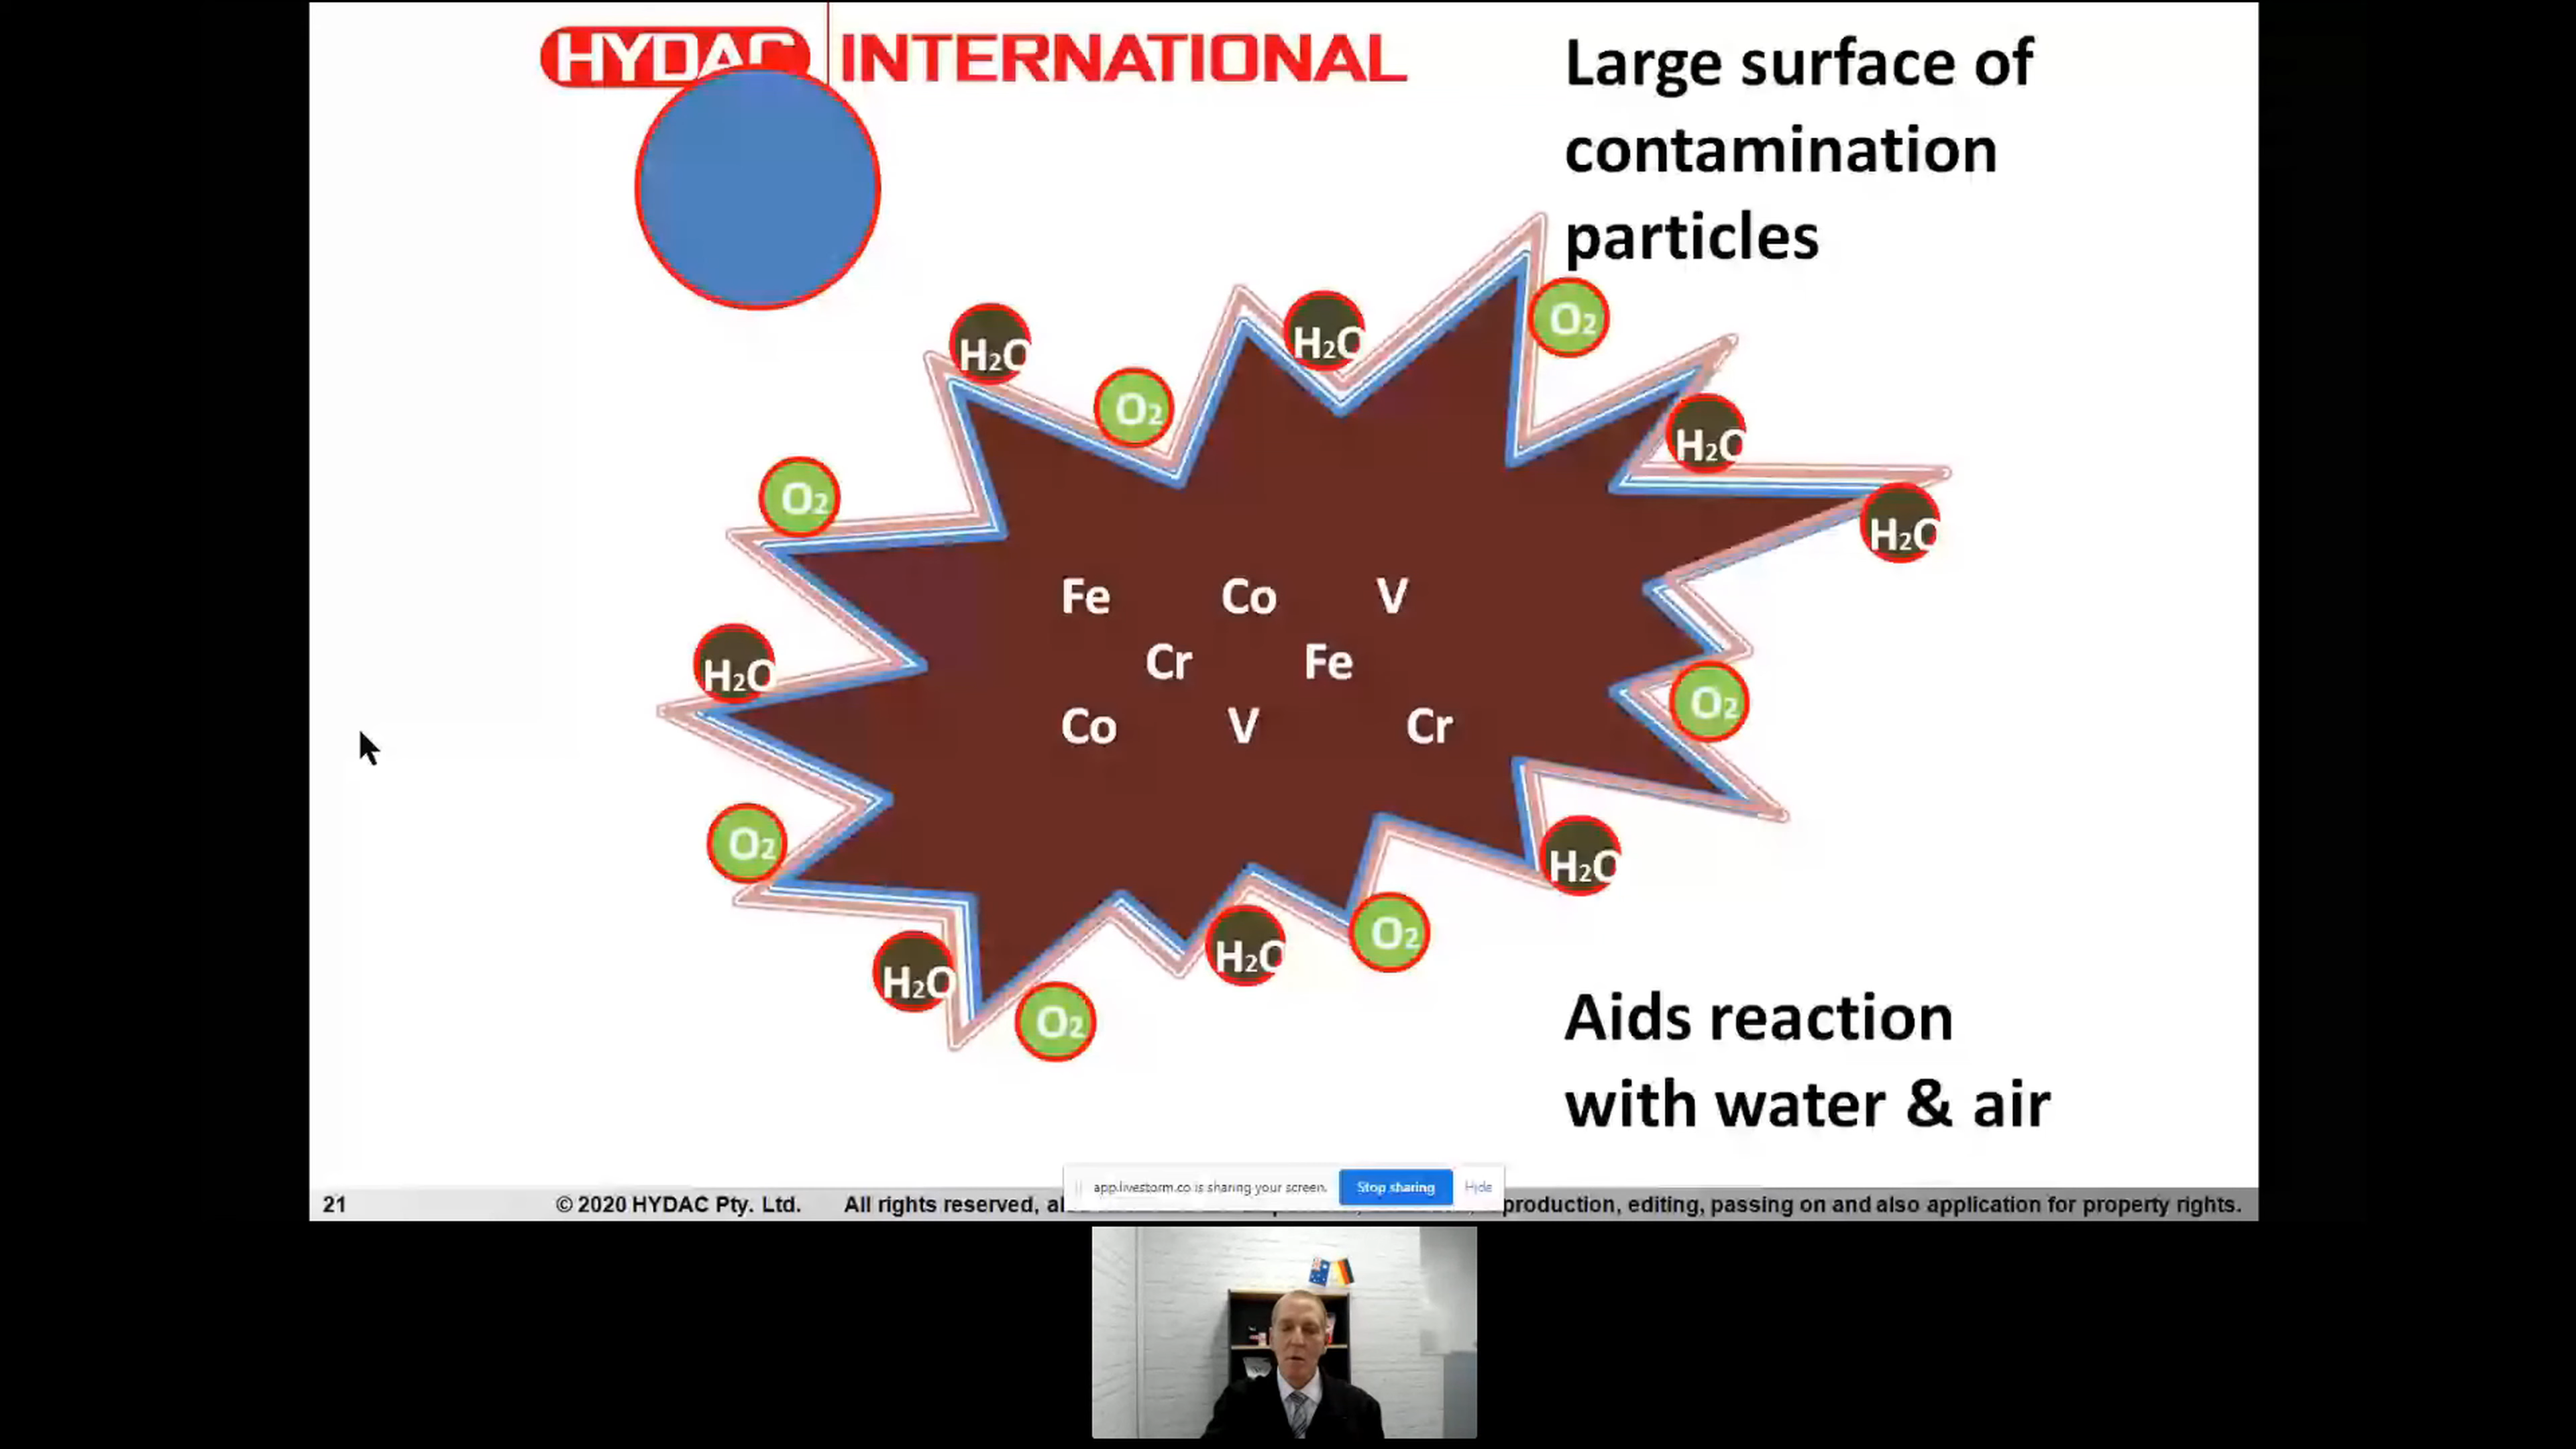 HYDAC INTERNATIONAL
Large surface of
contamination
particles
H₂O
H₂O
O₂
O₂
H₂O
O₂
H₂O
Fe Co V
H₂O
Cr Fe
O₂
Co V Cr
O₂
H₂O
O₂
H₂O
H₂O
O₂
Aids reaction
with water & air
app.livestorm.co is sharing your screen. Stop sharing Hide
21 © 2020 HYDAC Pty. Ltd. All rights reserved, editing, passing on and also application for property rights.